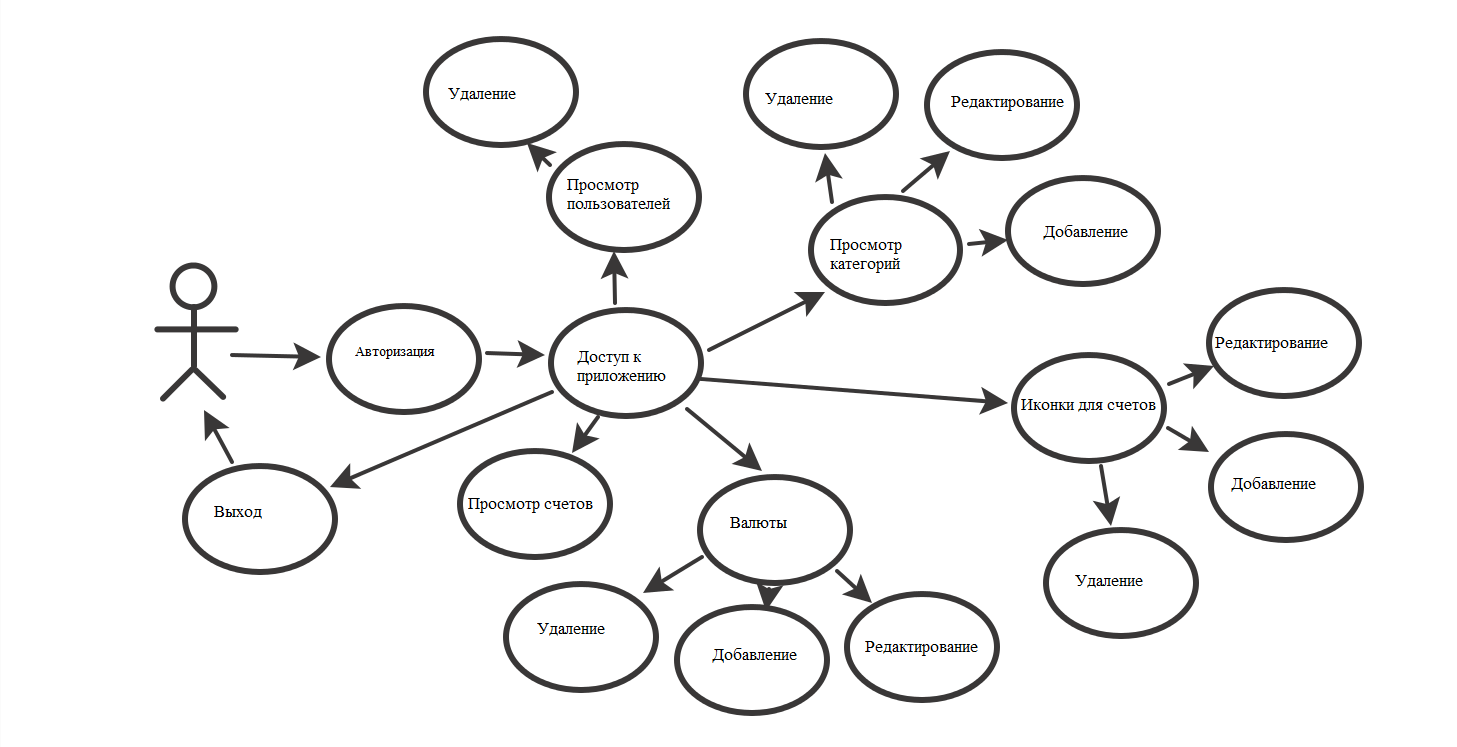 Удаление
Удаление
Редактирование
Просмотр
пользователей
Просмотр
категорий
Добавление
Авторизация
Доступ к
приложению
Редактирование
Иконки для счетов
Добавление
Выход
Просмотр счетов
Валюты
Удаление
Удаление
Добавление
Редактирование